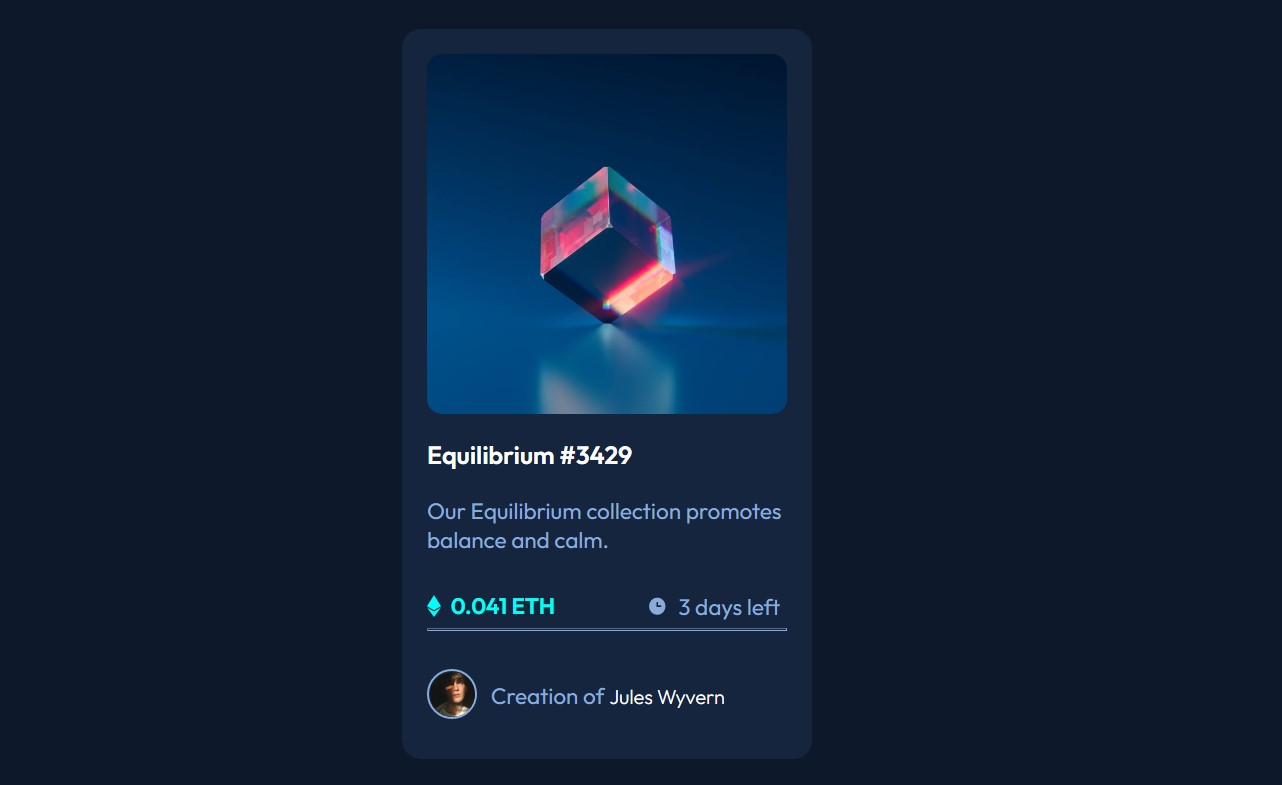 Equilibrium #3429
Our Equilibrium collection promotes
balance and calm.
0.041 ETH 3 days left
Creation of Jules Wyvern